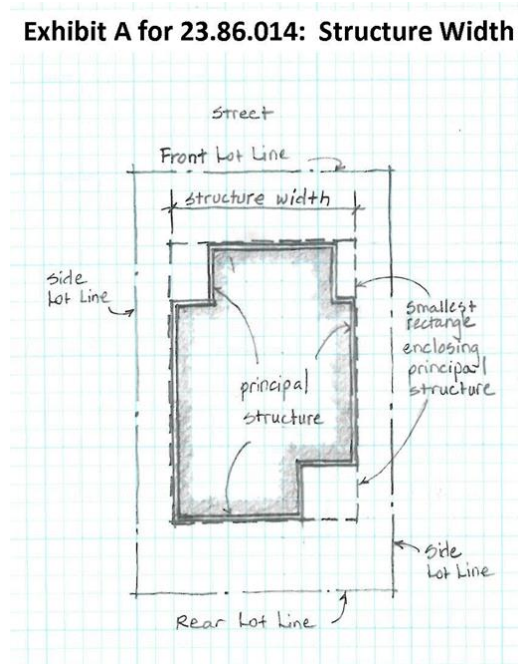 Exhibit A for 23.86.014: Structure Width
Street
Front Lot Line
structure width
side
Lot Line
smallest
rectange
enclosing
principal
structure
principal
structure
side
Lot Line
Rear Lot Line